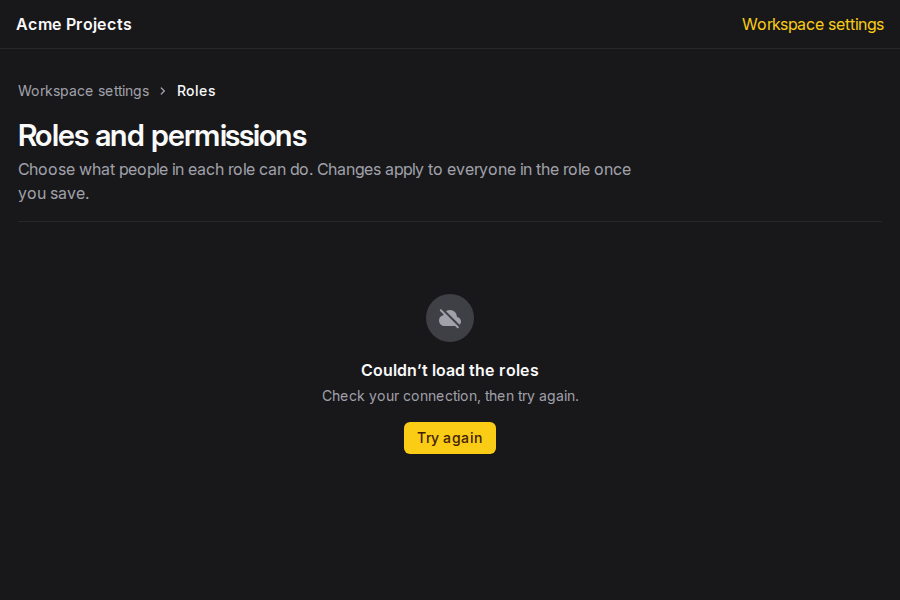 Acme Projects
Workspace settings
Workspace settings > Roles
Roles and permissions
Choose what people in each role can do. Changes apply to everyone in the role once
you save.
Couldn’t load the roles
Check your connection, then try again.
Try again